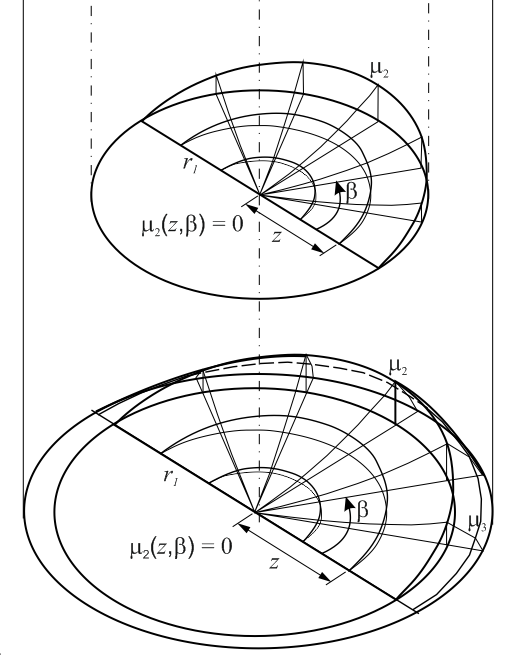 μ₂
r₁
β
μ₂(z,β) = 0
z
μ₂
r₁
β
μ₃
μ₂(z,β) = 0
z